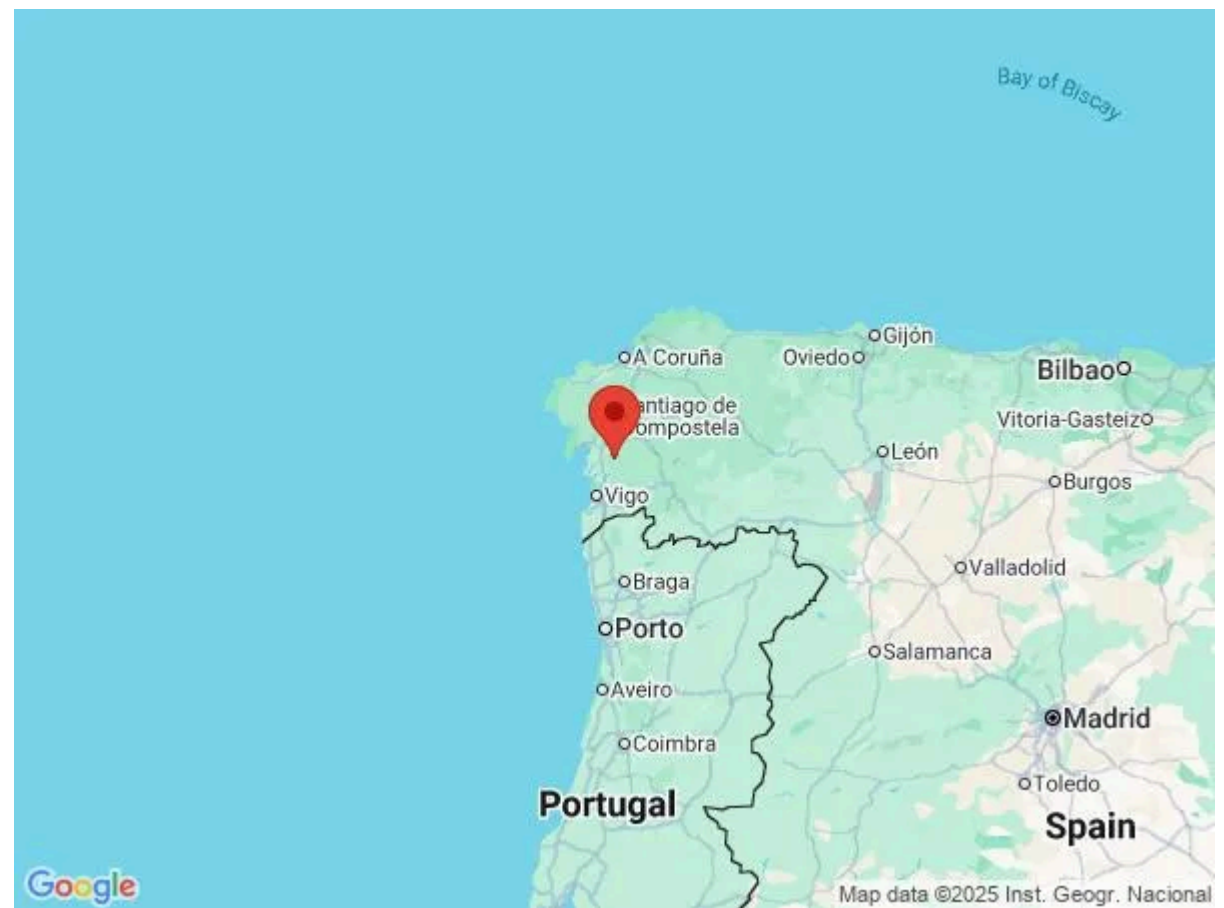 Bay of Biscay
Gijón
A Coruña
Oviedo
Bilbao
antiago de
ompostela
Vitoria-Gasteiz
León
Burgos
Vigo
Valladolid
Braga
Porto
Salamanca
Aveiro
Madrid
Coimbra
Toledo
Portugal
Spain
Google
Map data ©2025 Inst. Geogr. Nacional